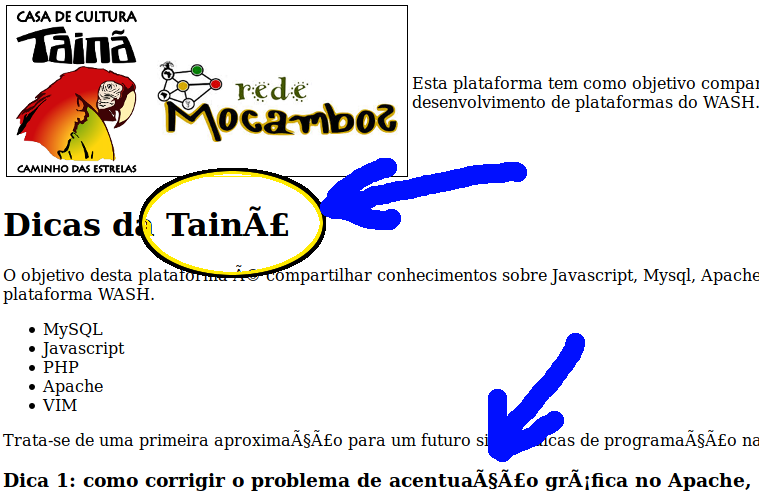 CASA DE CULTURA
Tainã
CAMINHO DAS ESTRELAS
rede
Mocambos
Esta plataforma tem como objetivo compar
desenvolvimento de plataformas do WASH.
Dicas da TainÃ£
O objetivo desta plataforma Ã© compartilhar conhecimentos sobre Javascript, Mysql, Apache
plataforma WASH.
MySQL
Javascript
PHP
Apache
VIM
Trata-se de uma primeira aproximaÃ§Ã£o para um futuro dicas de programaÃ§Ã£o na
Dica 1: como corrigir o problema de acentuaÃ§Ã£o grÃ¡fica no Apache,